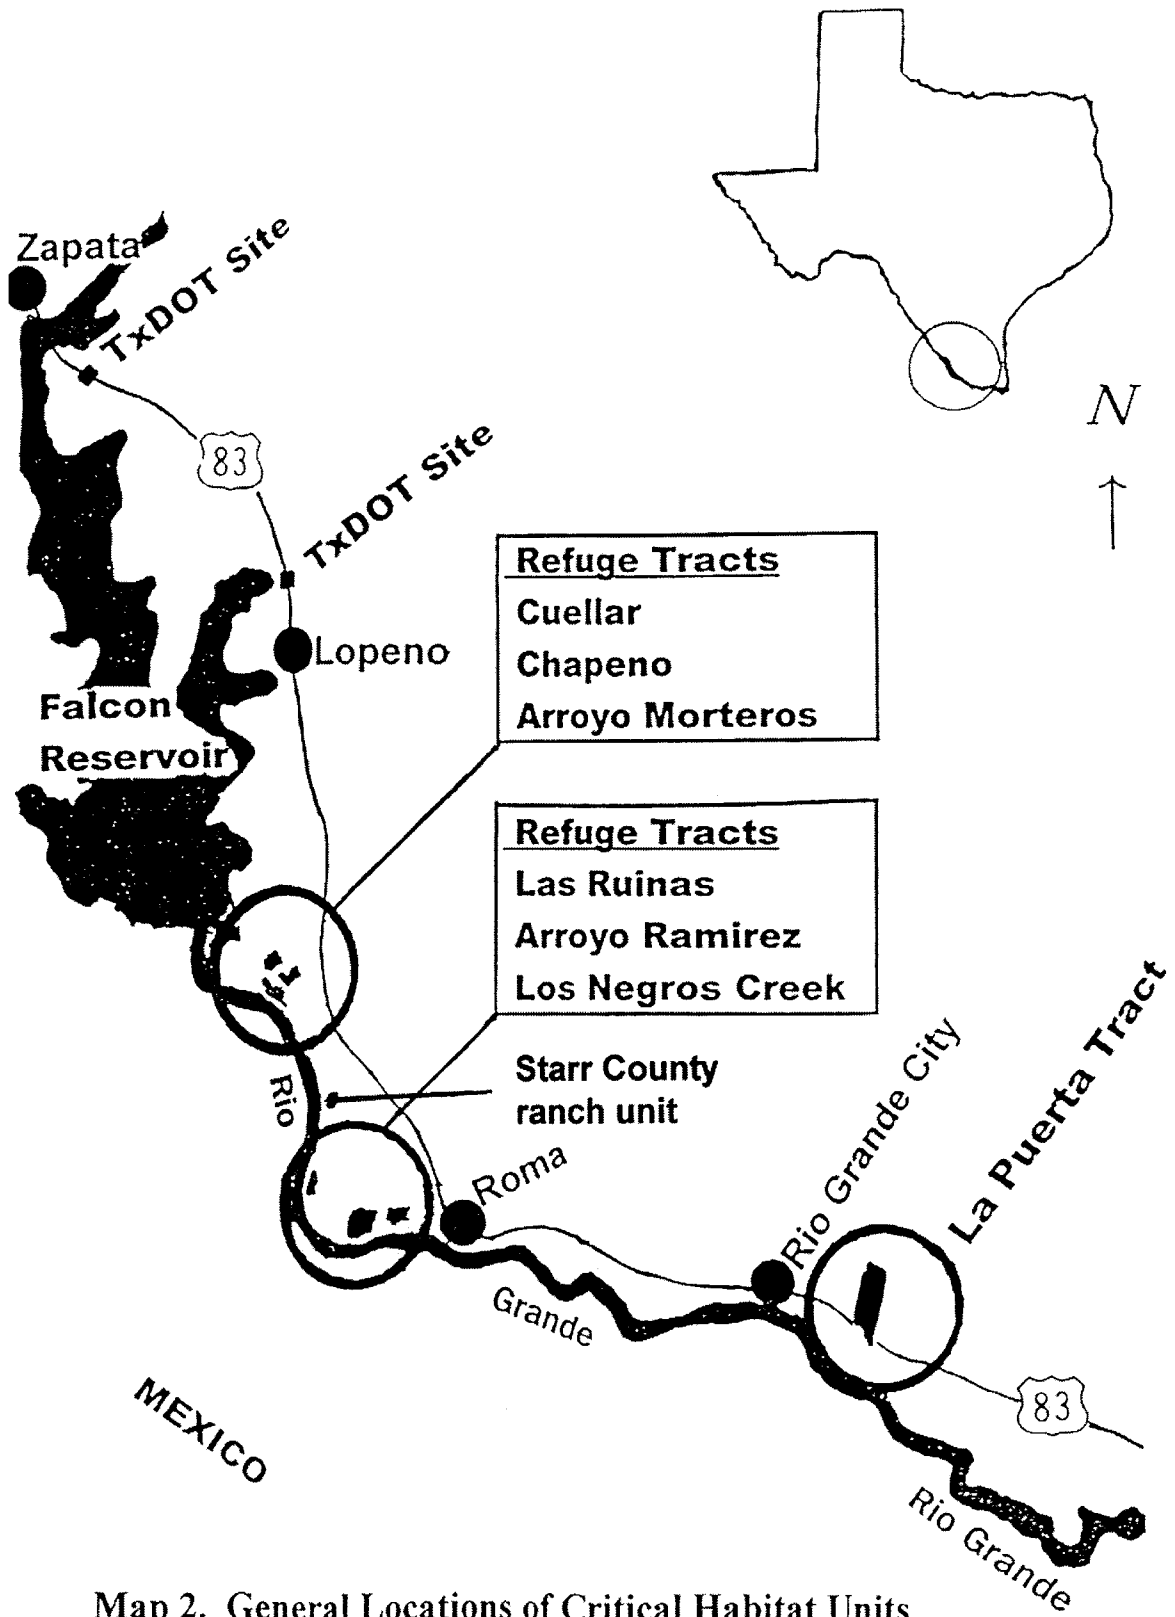 Zapata
TxDOT Site
N
83
TxDOT Site
Refuge Tracts
Cuellar
Chapeno
Arroyo Morteros
Lopeno
Falcon
Reservoir
Refuge Tracts
Las Ruinas
Arroyo Ramirez
Los Negros Creek
Starr County
ranch unit
Rio
Roma
Rio Grande City
La Puerta Tract
Grande
MEXICO
83
Rio Grande
Map 2. General Locations of Critical Habitat Units